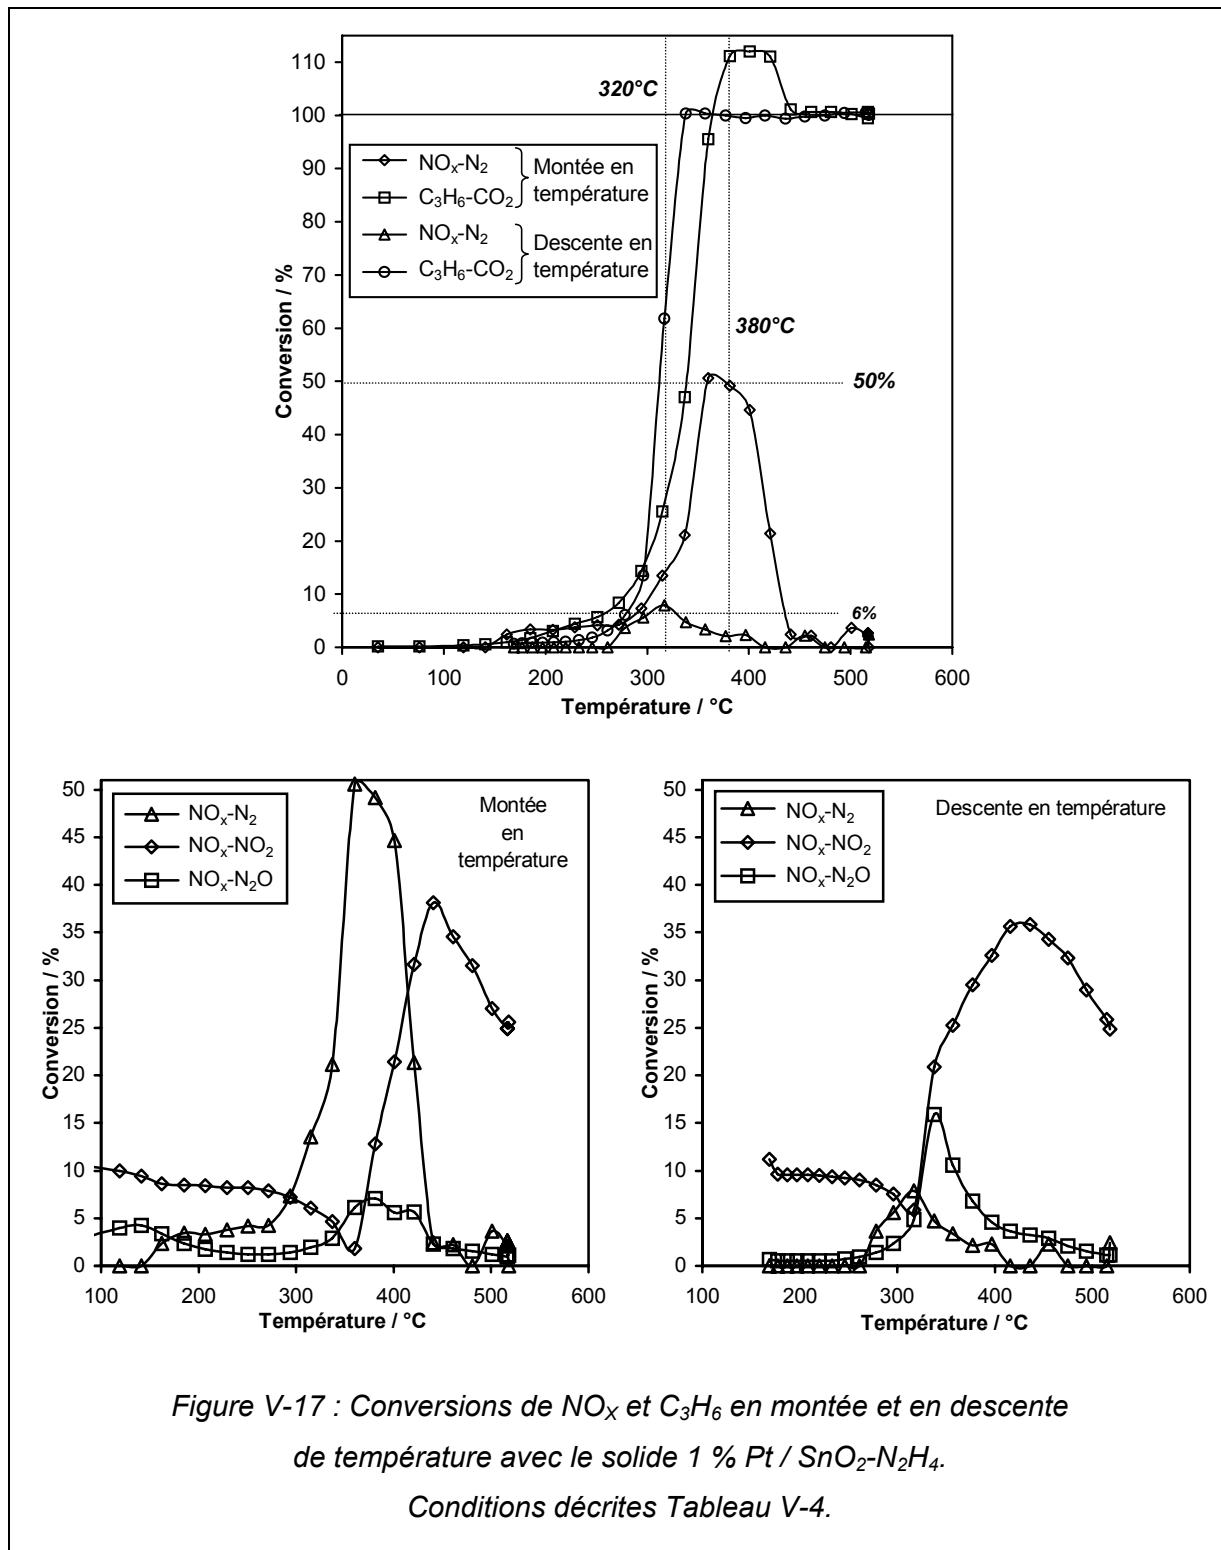 110
100
90
80
70
60
50
40
30
20
10
0
Conversion / %
320°C
380°C
50%
6%
NOx-N2
C3H6-CO2
Montée en
température
NOx-N2
C3H6-CO2
Descente en
température
0 100 200 300 400 500 600
Température / °C
50
45
40
35
30
25
20
15
10
5
0
Conversion / %
NOx-N2
NOx-NO2
NOx-N2O
Montée
en
température
100 200 300 400 500 600
Température / °C
50
45
40
35
30
25
20
15
10
5
0
Conversion / %
NOx-N2
NOx-NO2
NOx-N2O
Descente en température
100 200 300 400 500 600
Température / °C
Figure V-17 : Conversions de NOX et C3H6 en montée et en descente
de température avec le solide 1 % Pt / SnO2-N2H4.
Conditions décrites Tableau V-4.